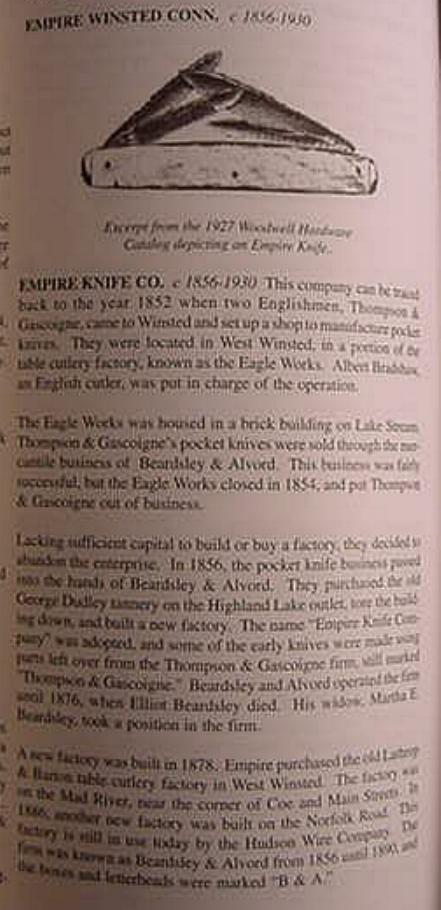 EMPIRE WINSTED CONN. c 1856-1930
Excerpt from the 1927 Woodwell Hardware
Catalog depicting an Empire Knife.
EMPIRE KNIFE CO. c 1856-1930 This company can be traced
back to the year 1852 when two Englishmen, Thompson &
Gascoigne, came to Winsted and set up a shop to manufacture pocket
knives. They were located in West Winsted, in a portion of the
table cutlery factory, known as the Eagle Works. Albert Bradshaw,
an English cutler, was put in charge of the operation.
The Eagle Works was housed in a brick building on Lake Stream.
Thompson & Gascoigne's pocket knives were sold through the mer-
cantile business of Beardsley & Alvord. This business was fairly
successful, but the Eagle Works closed in 1854, and put Thompson
& Gascoigne out of business.
Lacking sufficient capital to build or buy a factory, they decided to
abandon the enterprise. In 1856, the pocket knife business passed
into the hands of Beardsley & Alvord. They purchased the old
George Dudley tannery on the Highland Lake outlet, tore the build-
ing down, and built a new factory. The name "Empire Knife Com-
pany" was adopted, and some of the early knives were made using
parts left over from the Thompson & Gascoigne firm, still marked
"Thompson & Gascoigne." Beardsley and Alvord operated the firm
until 1876, when Elliot Beardsley died. His widow, Martha E.
Beardsley, took a position in the firm.
A new factory was built in 1878. Empire purchased the old Lathrop
& Barton table cutlery factory in West Winsted. The factory was
on the Mad River, near the corner of Coe and Main Streets. In
1886, another new factory was built on the Norfolk Road. This
factory is still in use today by the Hudson Wire Company. The
firm was known as Beardsley & Alvord from 1856 until 1890, and
the boxes and letterheads were marked "B & A."